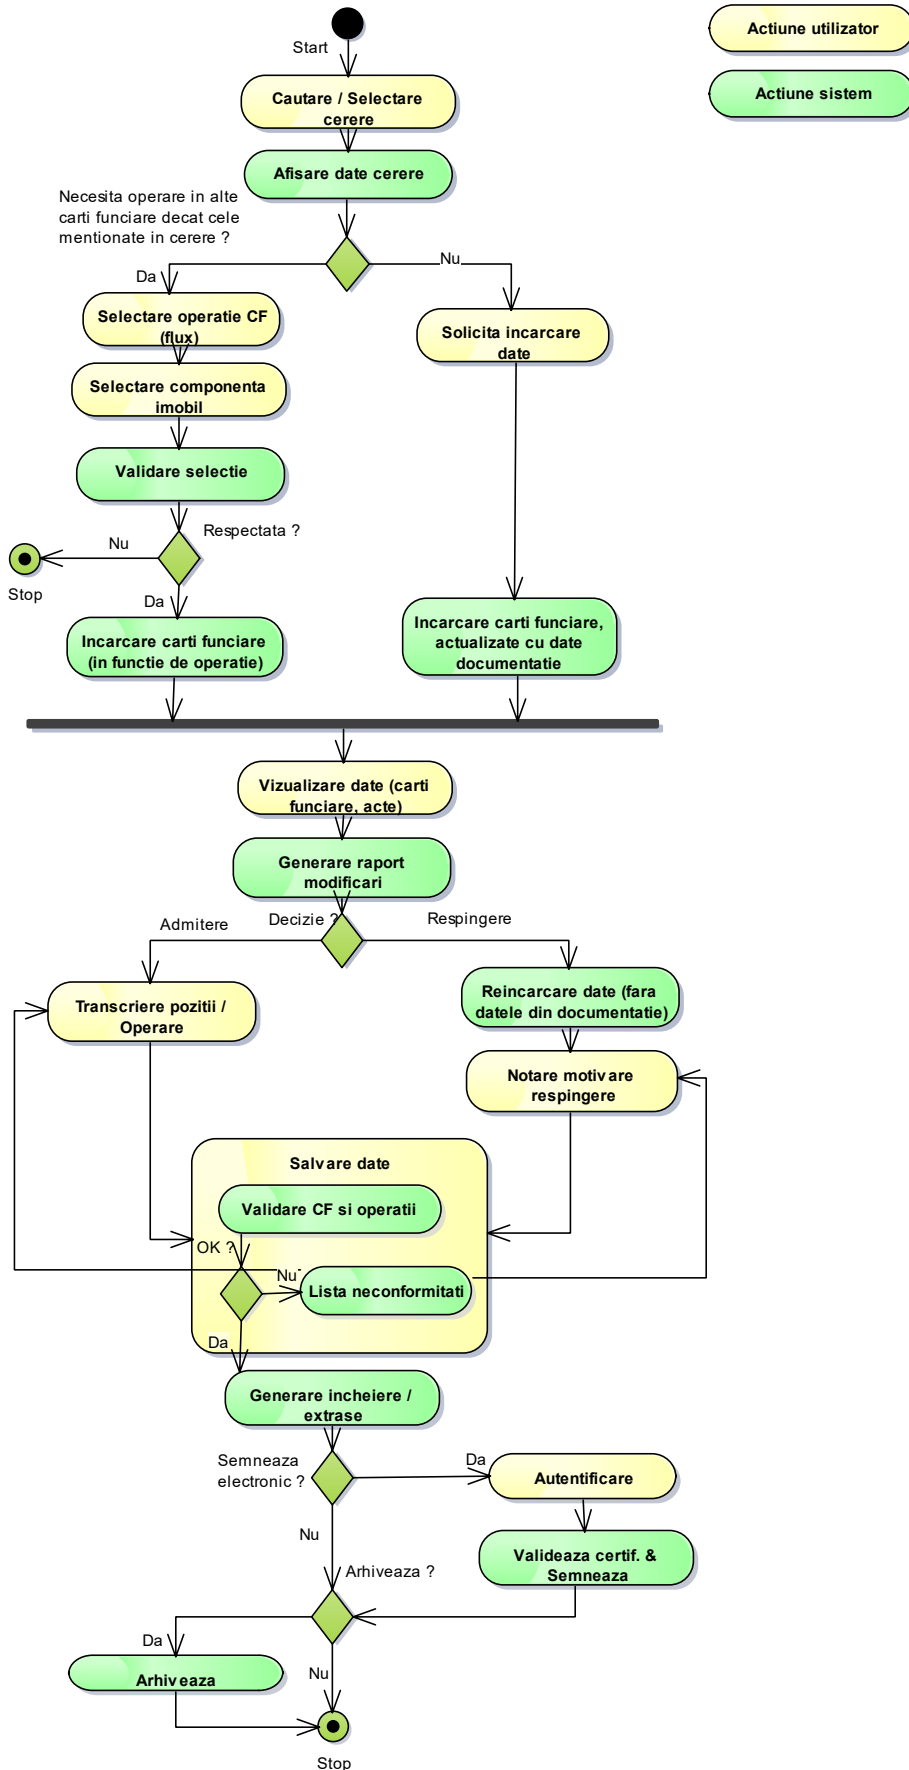 Start
Actiune utilizator
Actiune sistem
Cautare / Selectare
cerere
Afisare date cerere
Necesita operare in alte
carti funciare decat cele
mentionate in cerere ?
Da
Nu
Selectare operatie CF
(flux)
Solicita incarcare
date
Selectare componenta
imobil
Validare selectie
Respectata ?
Nu
Stop
Da
Incarcare carti funciare
(in functie de operatie)
Incarcare carti funciare,
actualizate cu date
documentatie
Vizualizare date (carti
funciare, acte)
Generare raport
modificari
Decizie ?
Admitere
Respingere
Transcriere pozitii /
Operare
Reincarcare date (fara
datele din documentatie)
Notare motivare
respingere
Salvare date
Validare CF si operatii
OK ?
Nu
Lista neconformitati
Da
Generare incheiere /
extrase
Semneaza
electronic ?
Da
Autentificare
Nu
Valideaza certif. &
Semneaza
Arhiveaza ?
Da
Arhiveaza
Nu
Stop